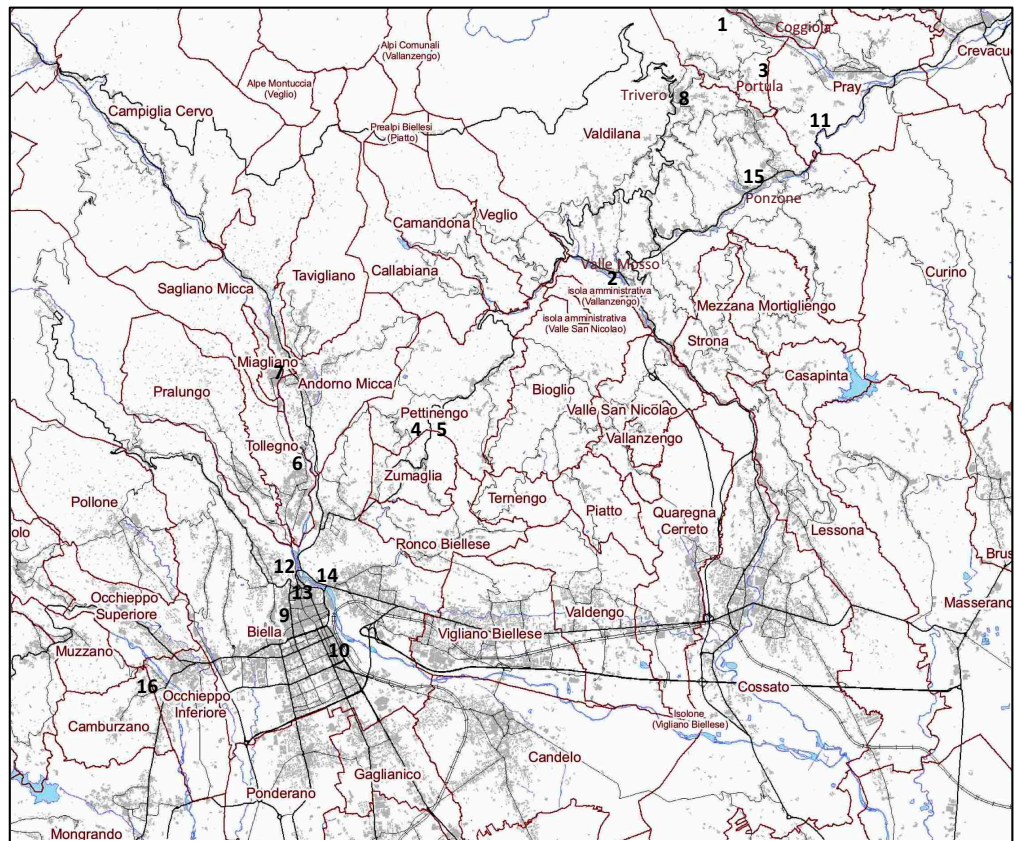 1
Coggiola
Crevacu
Alpi Comunali
(Vallanzengo)
3
Alpe Montuccia
(Veglio)
Portula
Pray
Trivero
8
Campiglia Cervo
11
Prealpi Biellesi
(Piatto)
Valdilana
15
Ponzone
Veglio
Camandona
Valle Mosso
Tavigliano
Callabiana
2
Curino
Sagliano Micca
isola amministrativa
(Vallanzengo)
Mezzana Mortigliengo
isola amministrativa
(Valle San Nicolao)
Strona
Miagliano
7
Andorno Micca
Casapinta
Pralungo
Bioglio
Pettinengo
Valle San Nicolao
4
5
Vallanzengo
Tollegno
6
Zumaglia
Pollone
Ternengo
Piatto
Quaregna
Cerreto
Lessona
olo
Ronco Biellese
Brus
12
14
13
Occhieppo
Superiore
Masserano
9
Valdengo
Biella
Vigliano Biellese
Muzzano
10
16
Cossato
Occhieppo
Inferiore
Camburzano
Isolone
(Vigliano Biellese)
Candelo
Gaglianico
Ponderano
Mongrando